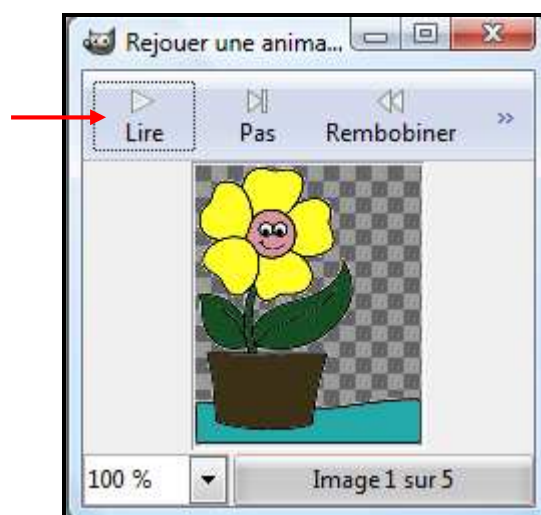 Rejouer une anima...
Lire Pas Rembobiner »
100 % Image 1 sur 5